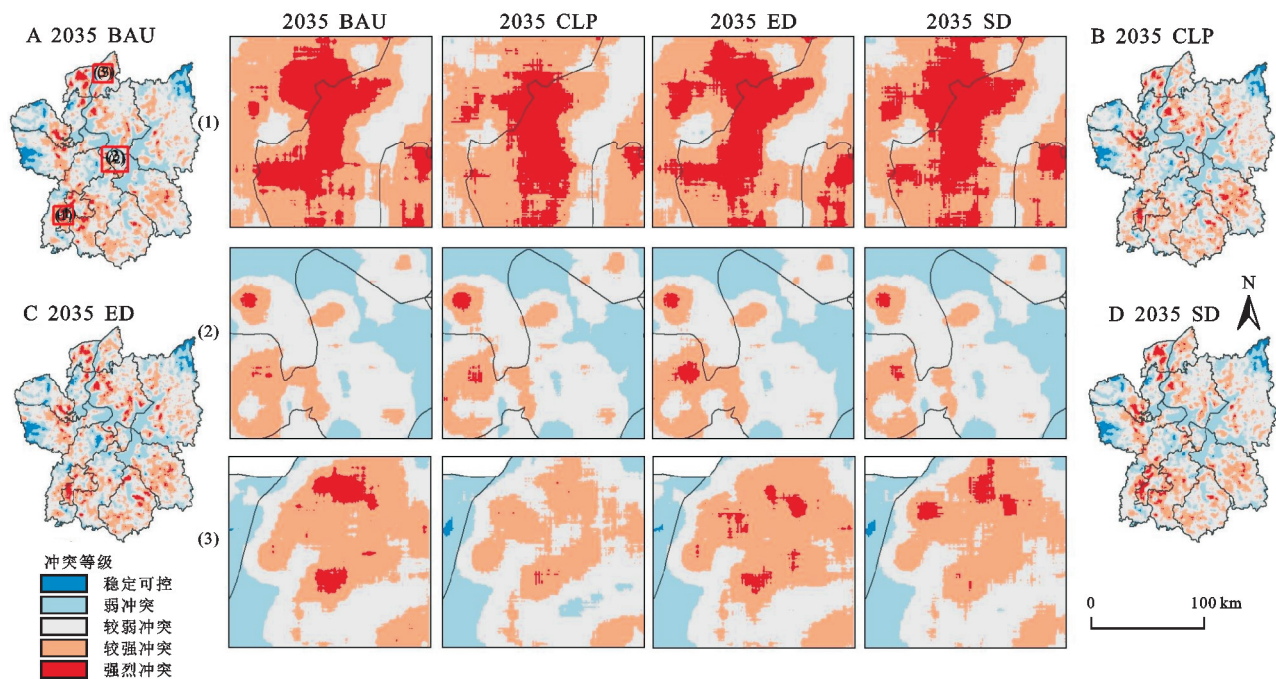 2035 BAU
2035 CLP
2035 ED
2035 SD
A 2035 BAU
B 2035 CLP
(3)
(2)
(1)
(1)
(2)
(3)
C 2035 ED
D 2035 SD
N
冲突等级
稳定可控
弱冲突
较弱冲突
较强冲突
强烈冲突
0
100 km